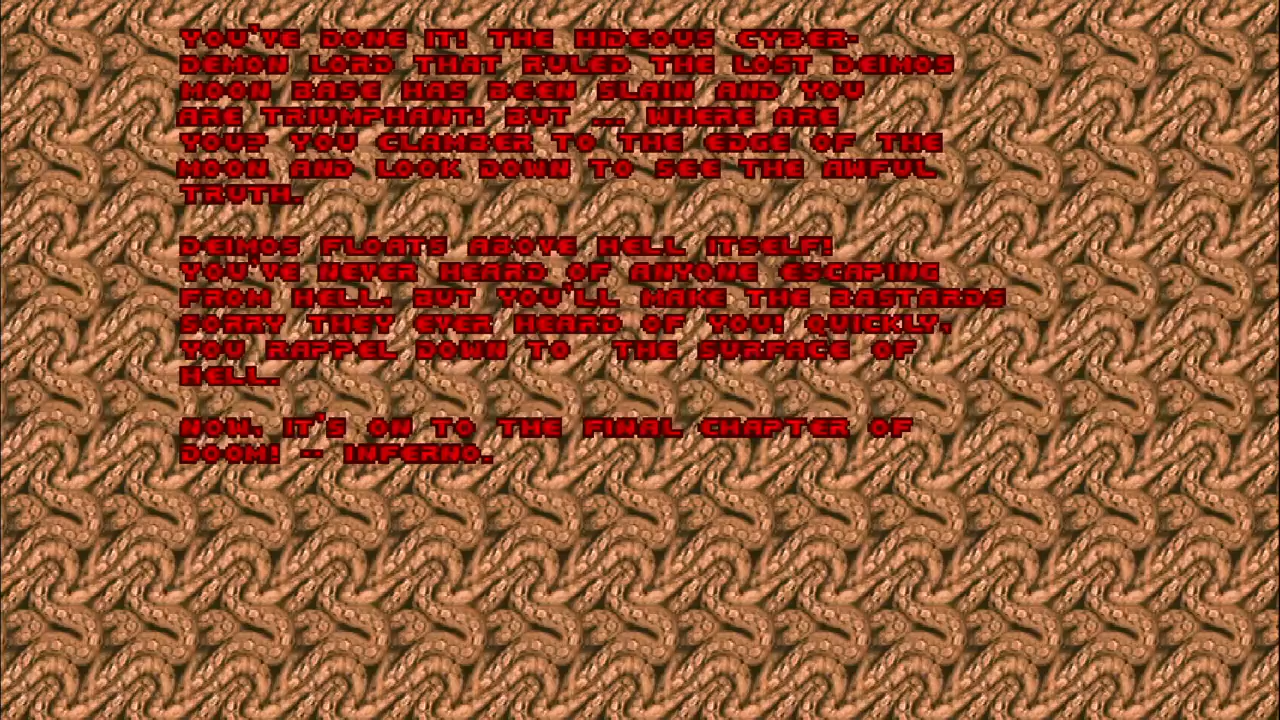 YOU'VE DONE IT! THE HIDEOUS CYBER-
DEMON LORD THAT RULED THE LOST DEIMOS
MOON BASE HAS BEEN SLAIN AND YOU
ARE TRIUMPHANT! BUT ... WHERE ARE
YOU? YOU CLAMBER TO THE EDGE OF THE
MOON AND LOOK DOWN TO SEE THE AWFUL
TRUTH.
DEIMOS FLOATS ABOVE HELL ITSELF!
YOU'VE NEVER HEARD OF ANYONE ESCAPING
FROM HELL, BUT YOU'LL MAKE THE BASTARDS
SORRY THEY EVER HEARD OF YOU! QUICKLY,
YOU RAPPEL DOWN TO  THE SURFACE OF
HELL.
NOW, IT'S ON TO THE FINAL CHAPTER OF
DOOM! -- INFERNO.